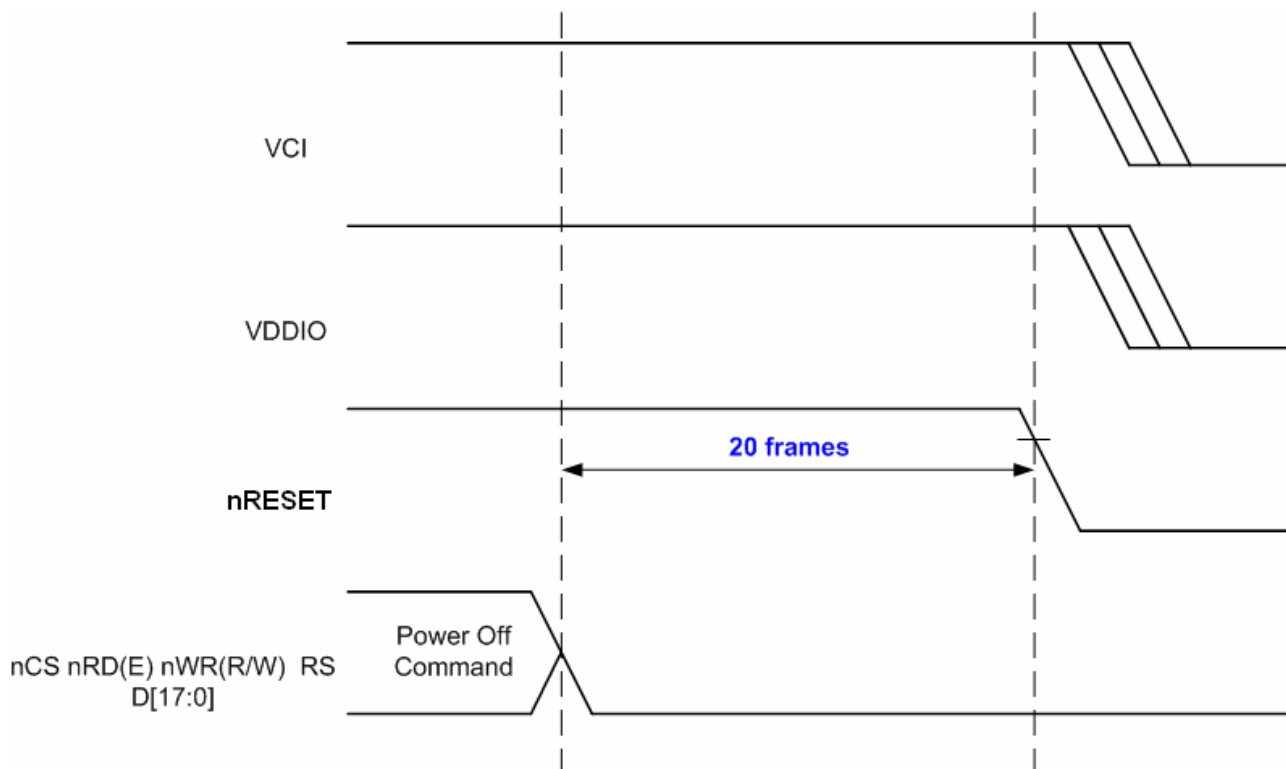 VCI
VDDIO
20 frames
nRESET
Power Off
Command
nCS nRD(E) nWR(R/W) RS
D[17:0]